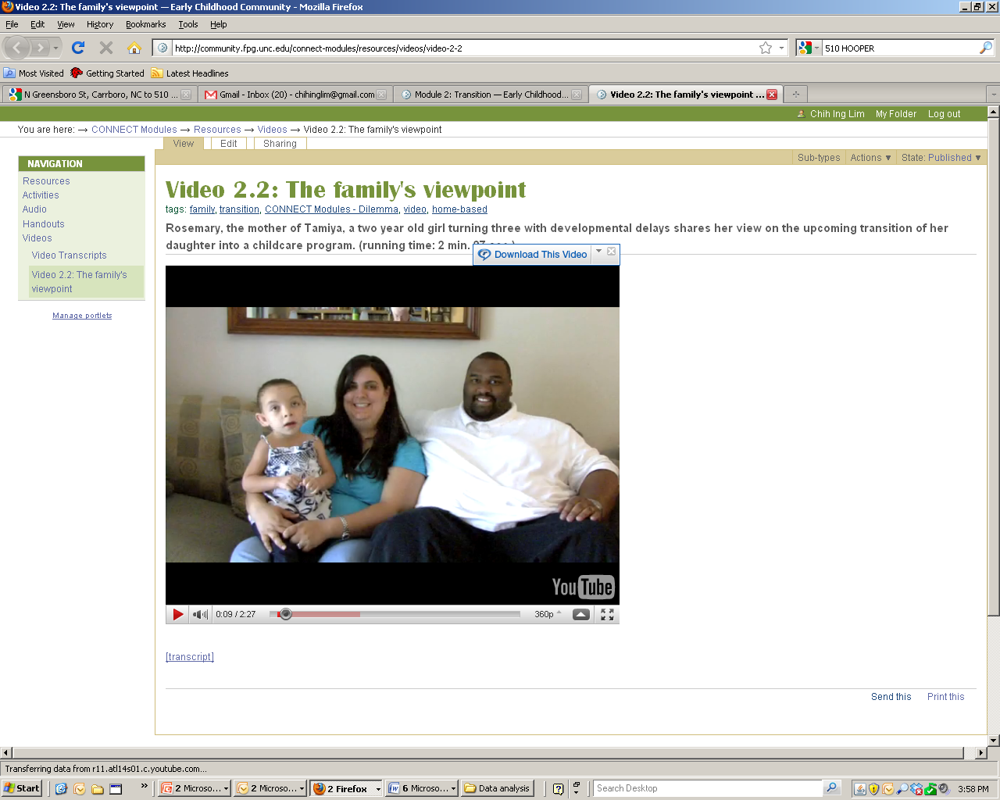 Video 2.2: The family's viewpoint — Early Childhood Community - Mozilla Firefox
File Edit View History Bookmarks Tools Help
http://community.fpg.unc.edu/connect-modules/resources/videos/video-2-2
510 HOOPER
Most Visited Getting Started Latest Headlines
N Greensboro St, Carrboro, NC to 510 ... Gmail - Inbox (20) - chihinglim@gmail.com Module 2: Transition — Early Childhood... Video 2.2: The family's viewpoint ...
Chih Ing Lim My Folder Log out
You are here: → CONNECT Modules → Resources → Videos → Video 2.2: The family's viewpoint
View Edit Sharing
Sub-types Actions ▼ State: Published ▼
NAVIGATION
Resources
Activities
Audio
Handouts
Videos
Video Transcripts
Video 2.2: The family's
viewpoint
Manage portlets
Video 2.2: The family's viewpoint
tags: family, transition, CONNECT Modules - Dilemma, video, home-based
Rosemary, the mother of Tamiya, a two year old girl turning three with developmental delays shares her view on the upcoming transition of her
daughter into a childcare program. (running time: 2 min.
Download This Video
YouTube
0:09 / 2:27 360p
[transcript]
Send this Print this
Transferring data from r11.atl14s01.c.youtube.com...
Start » 2 Microso... 2 Microso... 2 Firefox 6 Microso... Data analysis Search Desktop 3:58 PM